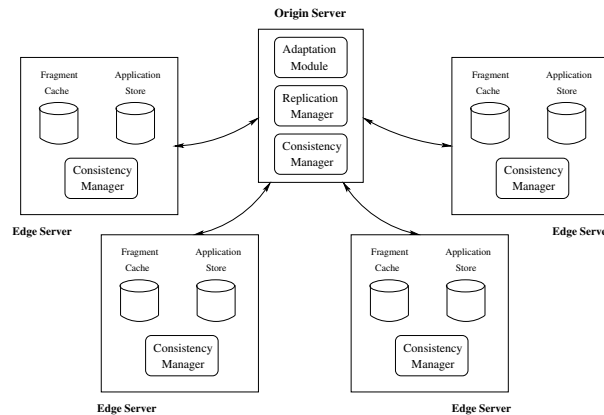 Origin Server
Adaptation
Module
Replication
Manager
Consistency
Manager
Fragment
Cache
Application
Store
Consistency
Manager
Edge Server
Fragment
Cache
Application
Store
Consistency
Manager
Edge Serve
Fragment
Cache
Application
Store
Consistency
Manager
Edge Server
Fragment
Cache
Application
Store
Consistency
Manager
Edge Server